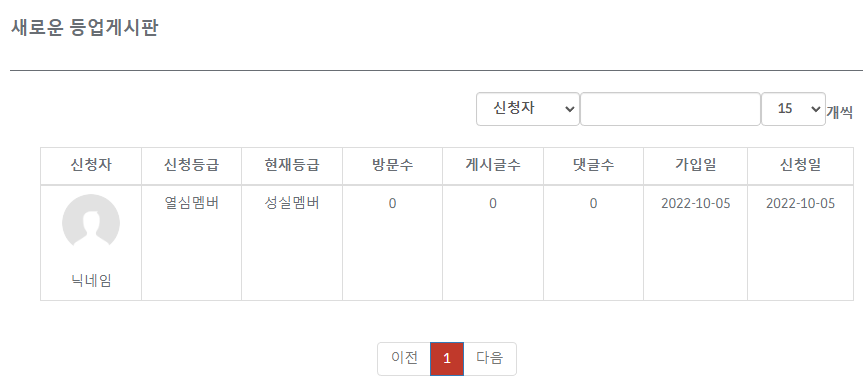 새로운 등업게시판
신청자 15 개씩
신청자 신청등급 현재등급 방문수 게시글수 댓글수 가입일 신청일
열심멤버 성실멤버 0 0 0 2022-10-05 2022-10-05
닉네임
이전 1 다음